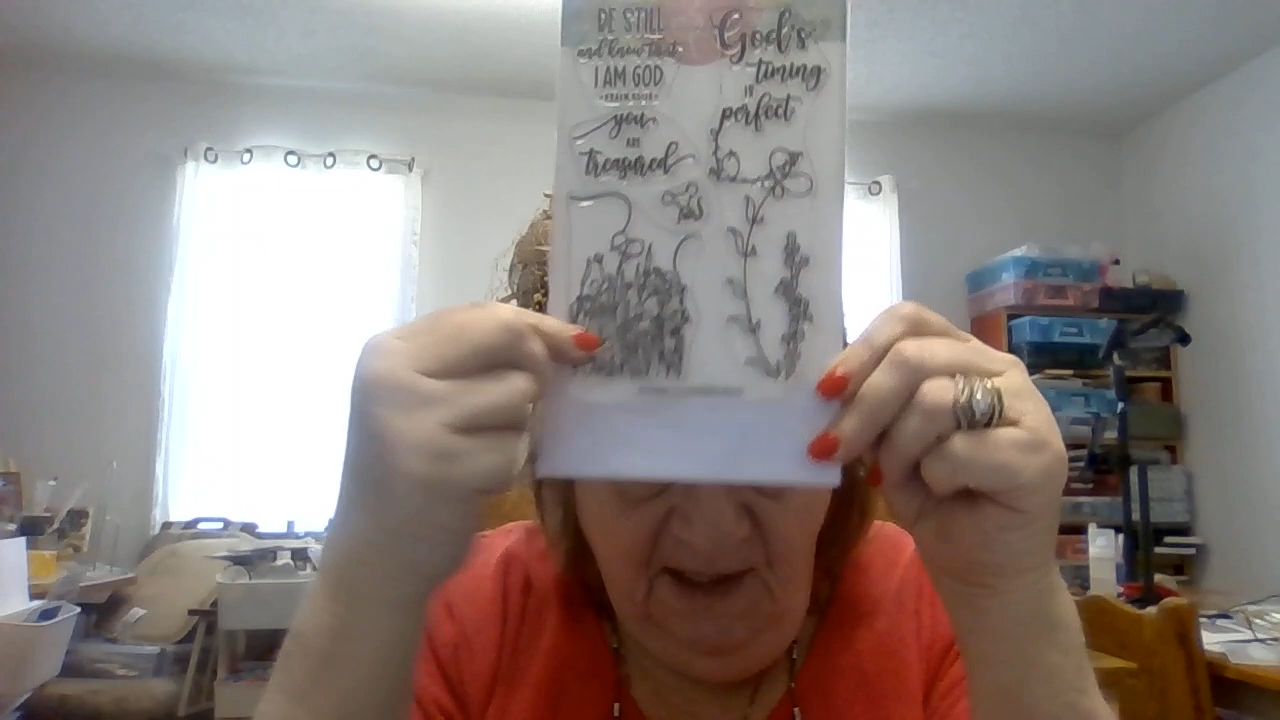 BE STILL
and know that
I AM GOD
you
ARE
treasured
God's
timing
is
perfect